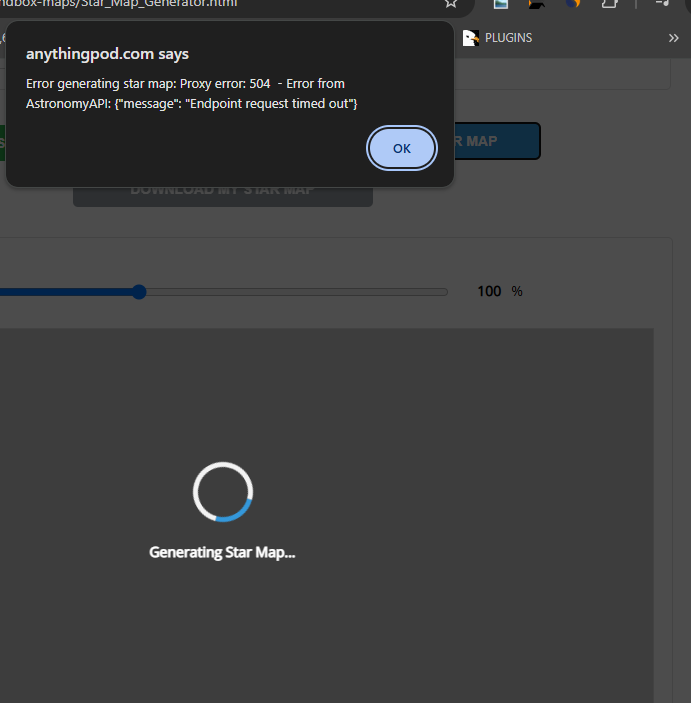 ndbox-maps/Star_Map_Generator.html
PLUGINS
anythingpod.com says
Error generating star map: Proxy error: 504 - Error from
AstronomyAPI: {"message": "Endpoint request timed out"}
OK
R MAP
DOWNLOAD MY STAR MAP
100 %
Generating Star Map...